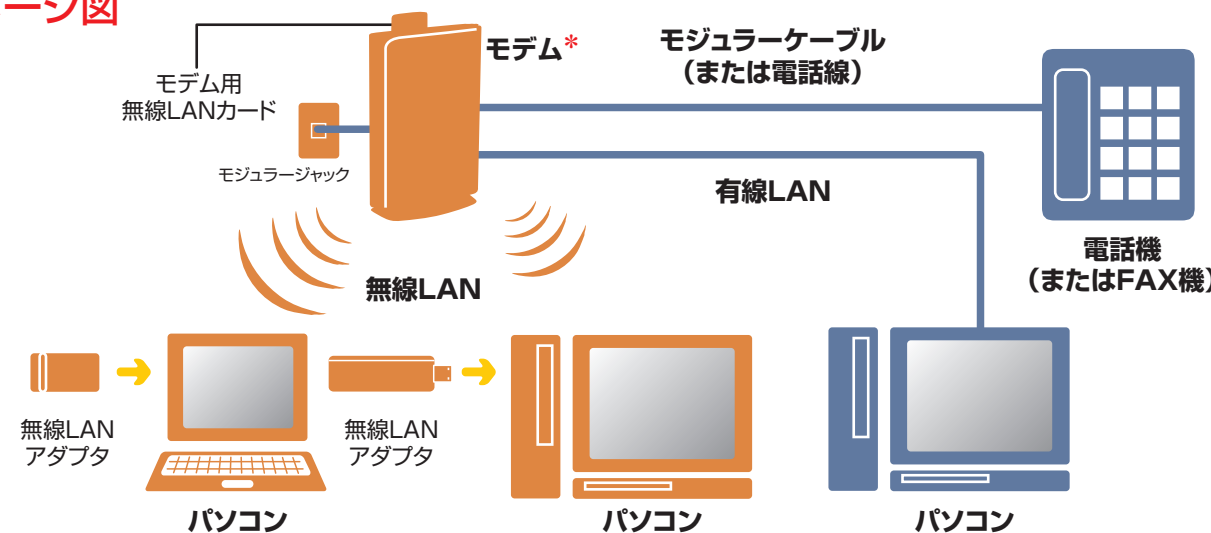 ージ図
モデム*
モジュラーケーブル
（または電話線）
モデム用
無線LANカード
モジュラージャック
有線LAN
電話機
（またはFAX機）
無線LAN
無線LAN
アダプタ
無線LAN
アダプタ
パソコン
パソコン
パソコン